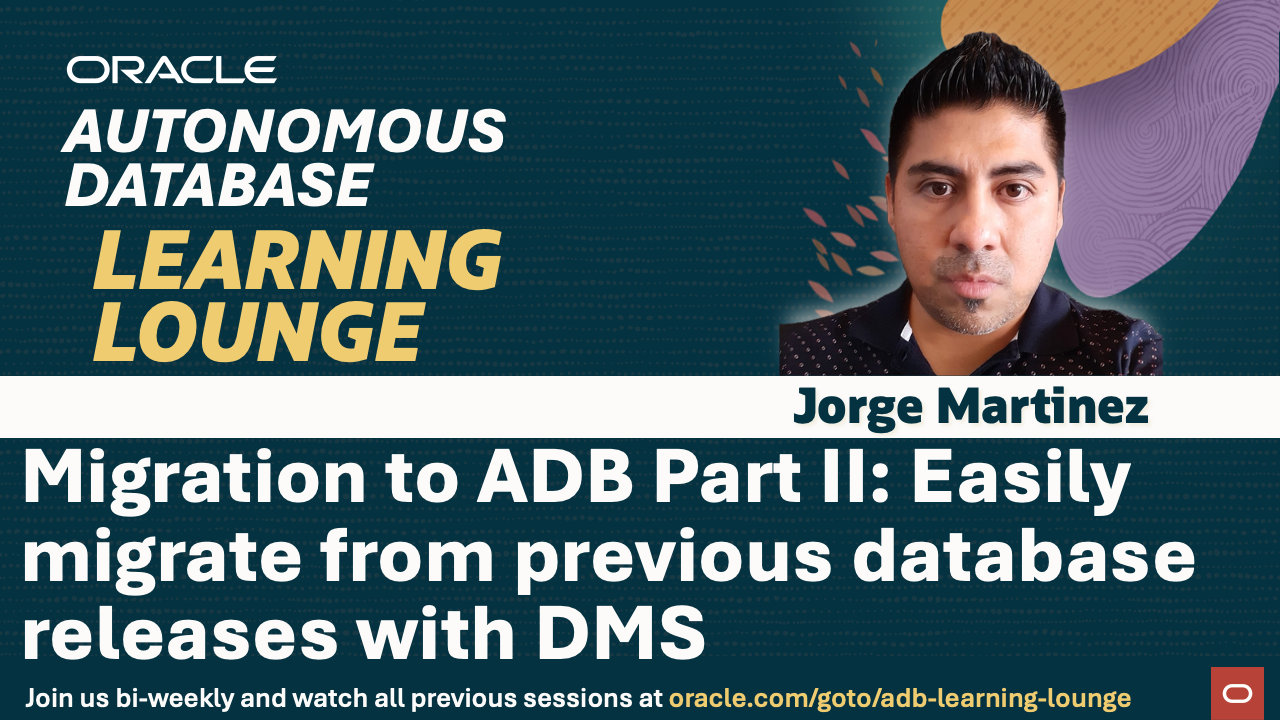 ORACLE
AUTONOMOUS
DATABASE
LEARNING
LOUNGE
Jorge Martinez
Migration to ADB Part II: Easily
migrate from previous database
releases with DMS
Join us bi-weekly and watch all previous sessions at oracle.com/goto/adb-learning-lounge